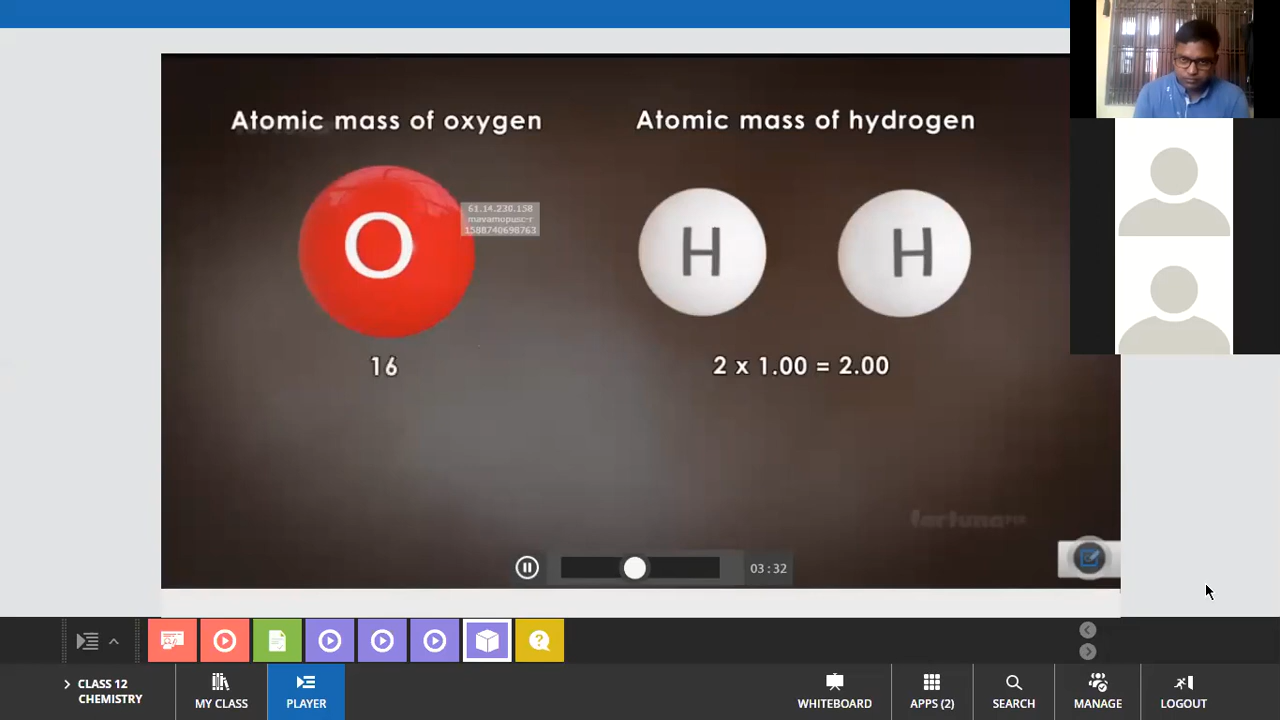 Atomic mass of oxygen
Atomic mass of hydrogen
O
H
H
61.14.230.158
1588740698763
16
2 x 1.00 = 2.00
03:32
CLASS 12
CHEMISTRY
MY CLASS
PLAYER
WHITEBOARD
APPS (2)
SEARCH
MANAGE
LOGOUT